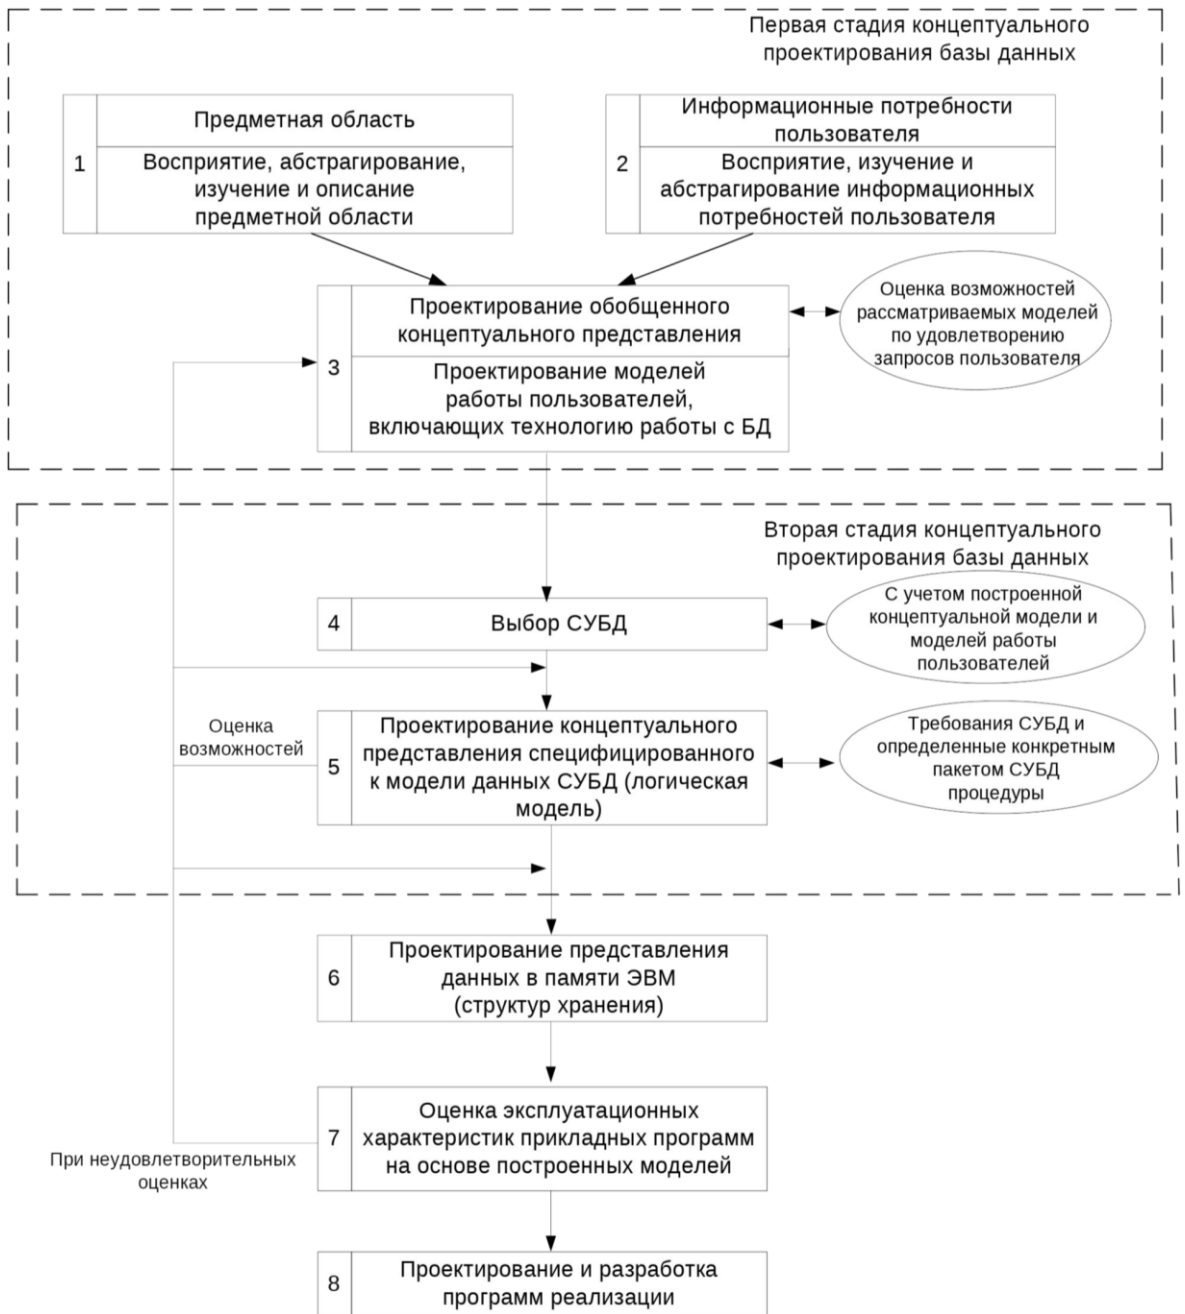 Первая стадия концептуального
проектирования базы данных
1
Предметная область
Восприятие, абстрагирование,
изучение и описание
предметной области
2
Информационные потребности
пользователя
Восприятие, изучение и
абстрагирование информационных
потребностей пользователя
3
Проектирование обобщенного
концептуального представления
Проектирование моделей
работы пользователей,
включающих технологию работы с БД
Оценка возможностей
рассматриваемых моделей
по удовлетворению
запросов пользователя
Вторая стадия концептуального
проектирования базы данных
4
Выбор СУБД
С учетом построенной
концептуальной модели и
моделей работы
пользователей
Оценка
возможностей
5
Проектирование концептуального
представления специфицированного
к модели данных СУБД (логическая
модель)
Требования СУБД и
определенные конкретным
пакетом СУБД
процедуры
6
Проектирование представления
данных в памяти ЭВМ
(структур хранения)
7
Оценка эксплуатационных
характеристик прикладных программ
на основе построенных моделей
При неудовлетворительных
оценках
8
Проектирование и разработка
программ реализации